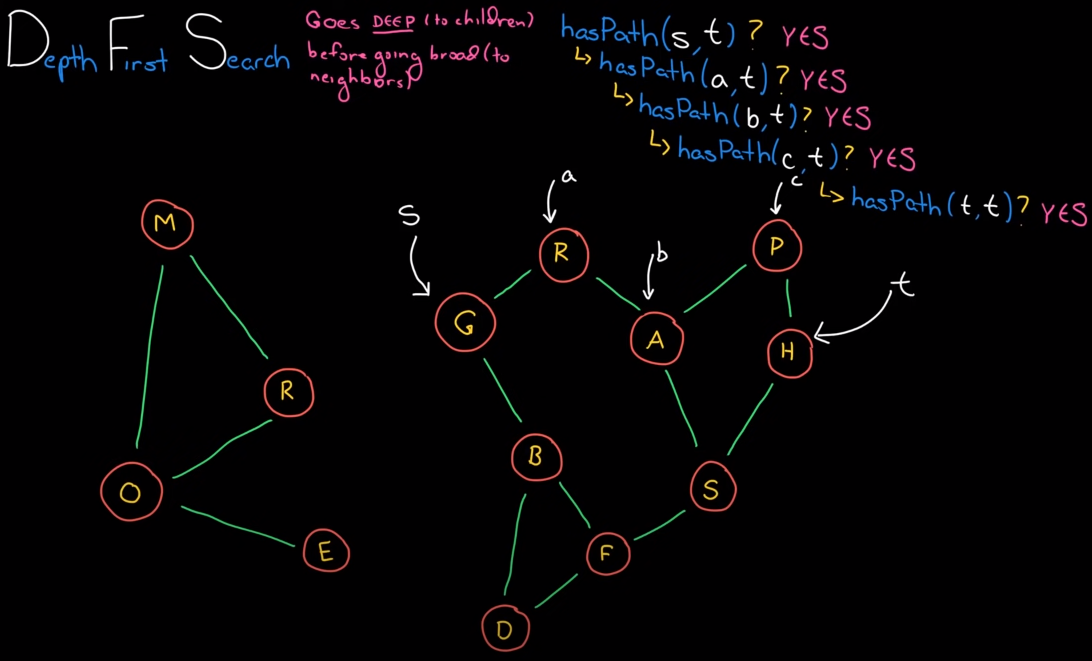 Depth First Search
Goes DEEP (to children)
before going broad (to
neighbors)
hasPath(s,t)? YES
↳ hasPath(a,t)? YES
↳ hasPath(b,t)? YES
↳ hasPath(c,t)? YES
↳ hasPath(t,t)? YES
a
c
s
M
R
P
b
t
G
A
H
R
B
O
S
E
F
D